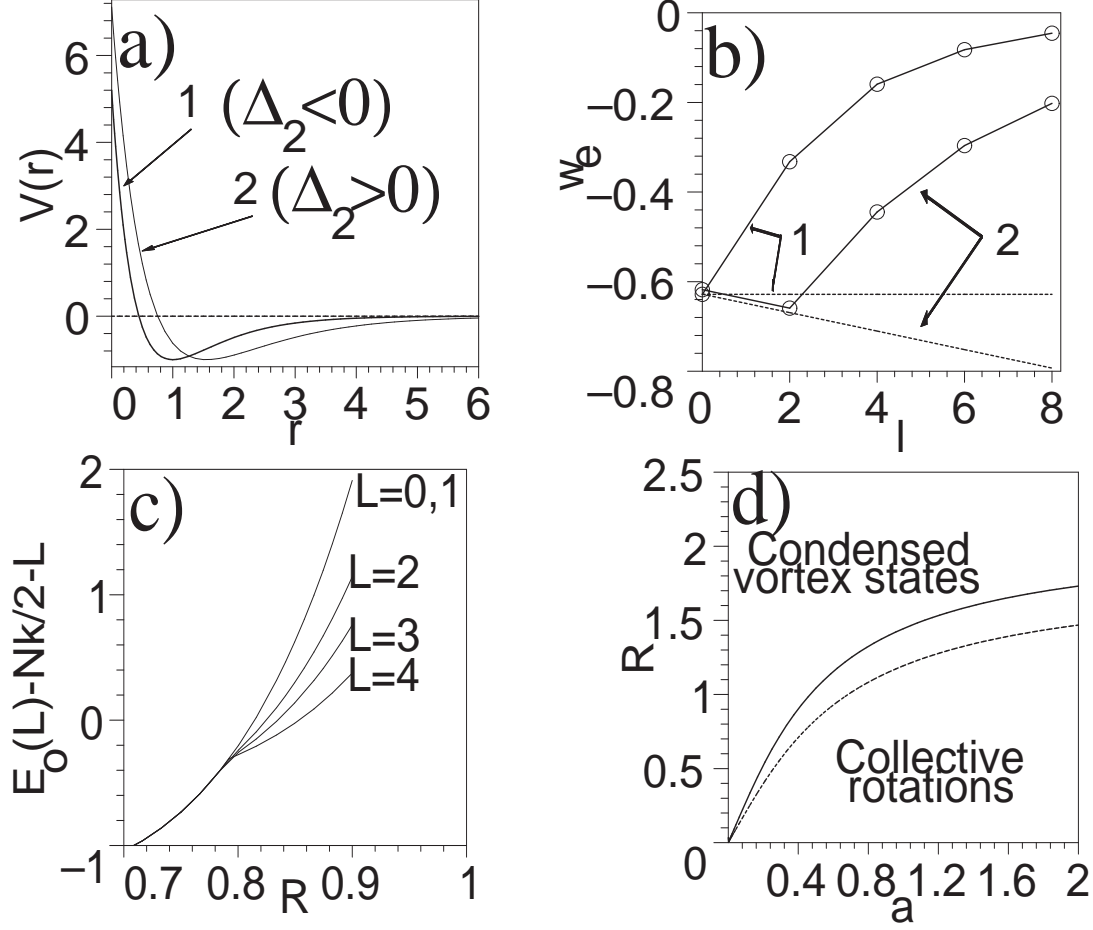 a)
6
4
2
0
V(r)
1 (Δ2<0)
2 (Δ2>0)
0 1 2 3 4 5 6
r
b)
0
−0.2
−0.4
−0.6
−0.8
we
1
2
0 2 4 6 8
l
c)
2
1
0
−1
Eo(L)-Nk/2-L
L=0,1
L=2
L=3
L=4
0.7 0.8 0.9 1
R
d)
2.5
2
1.5
1
0.5
0
R
Condensed
vortex states
Collective
rotations
0.4 0.8 1.2 1.6 2
a